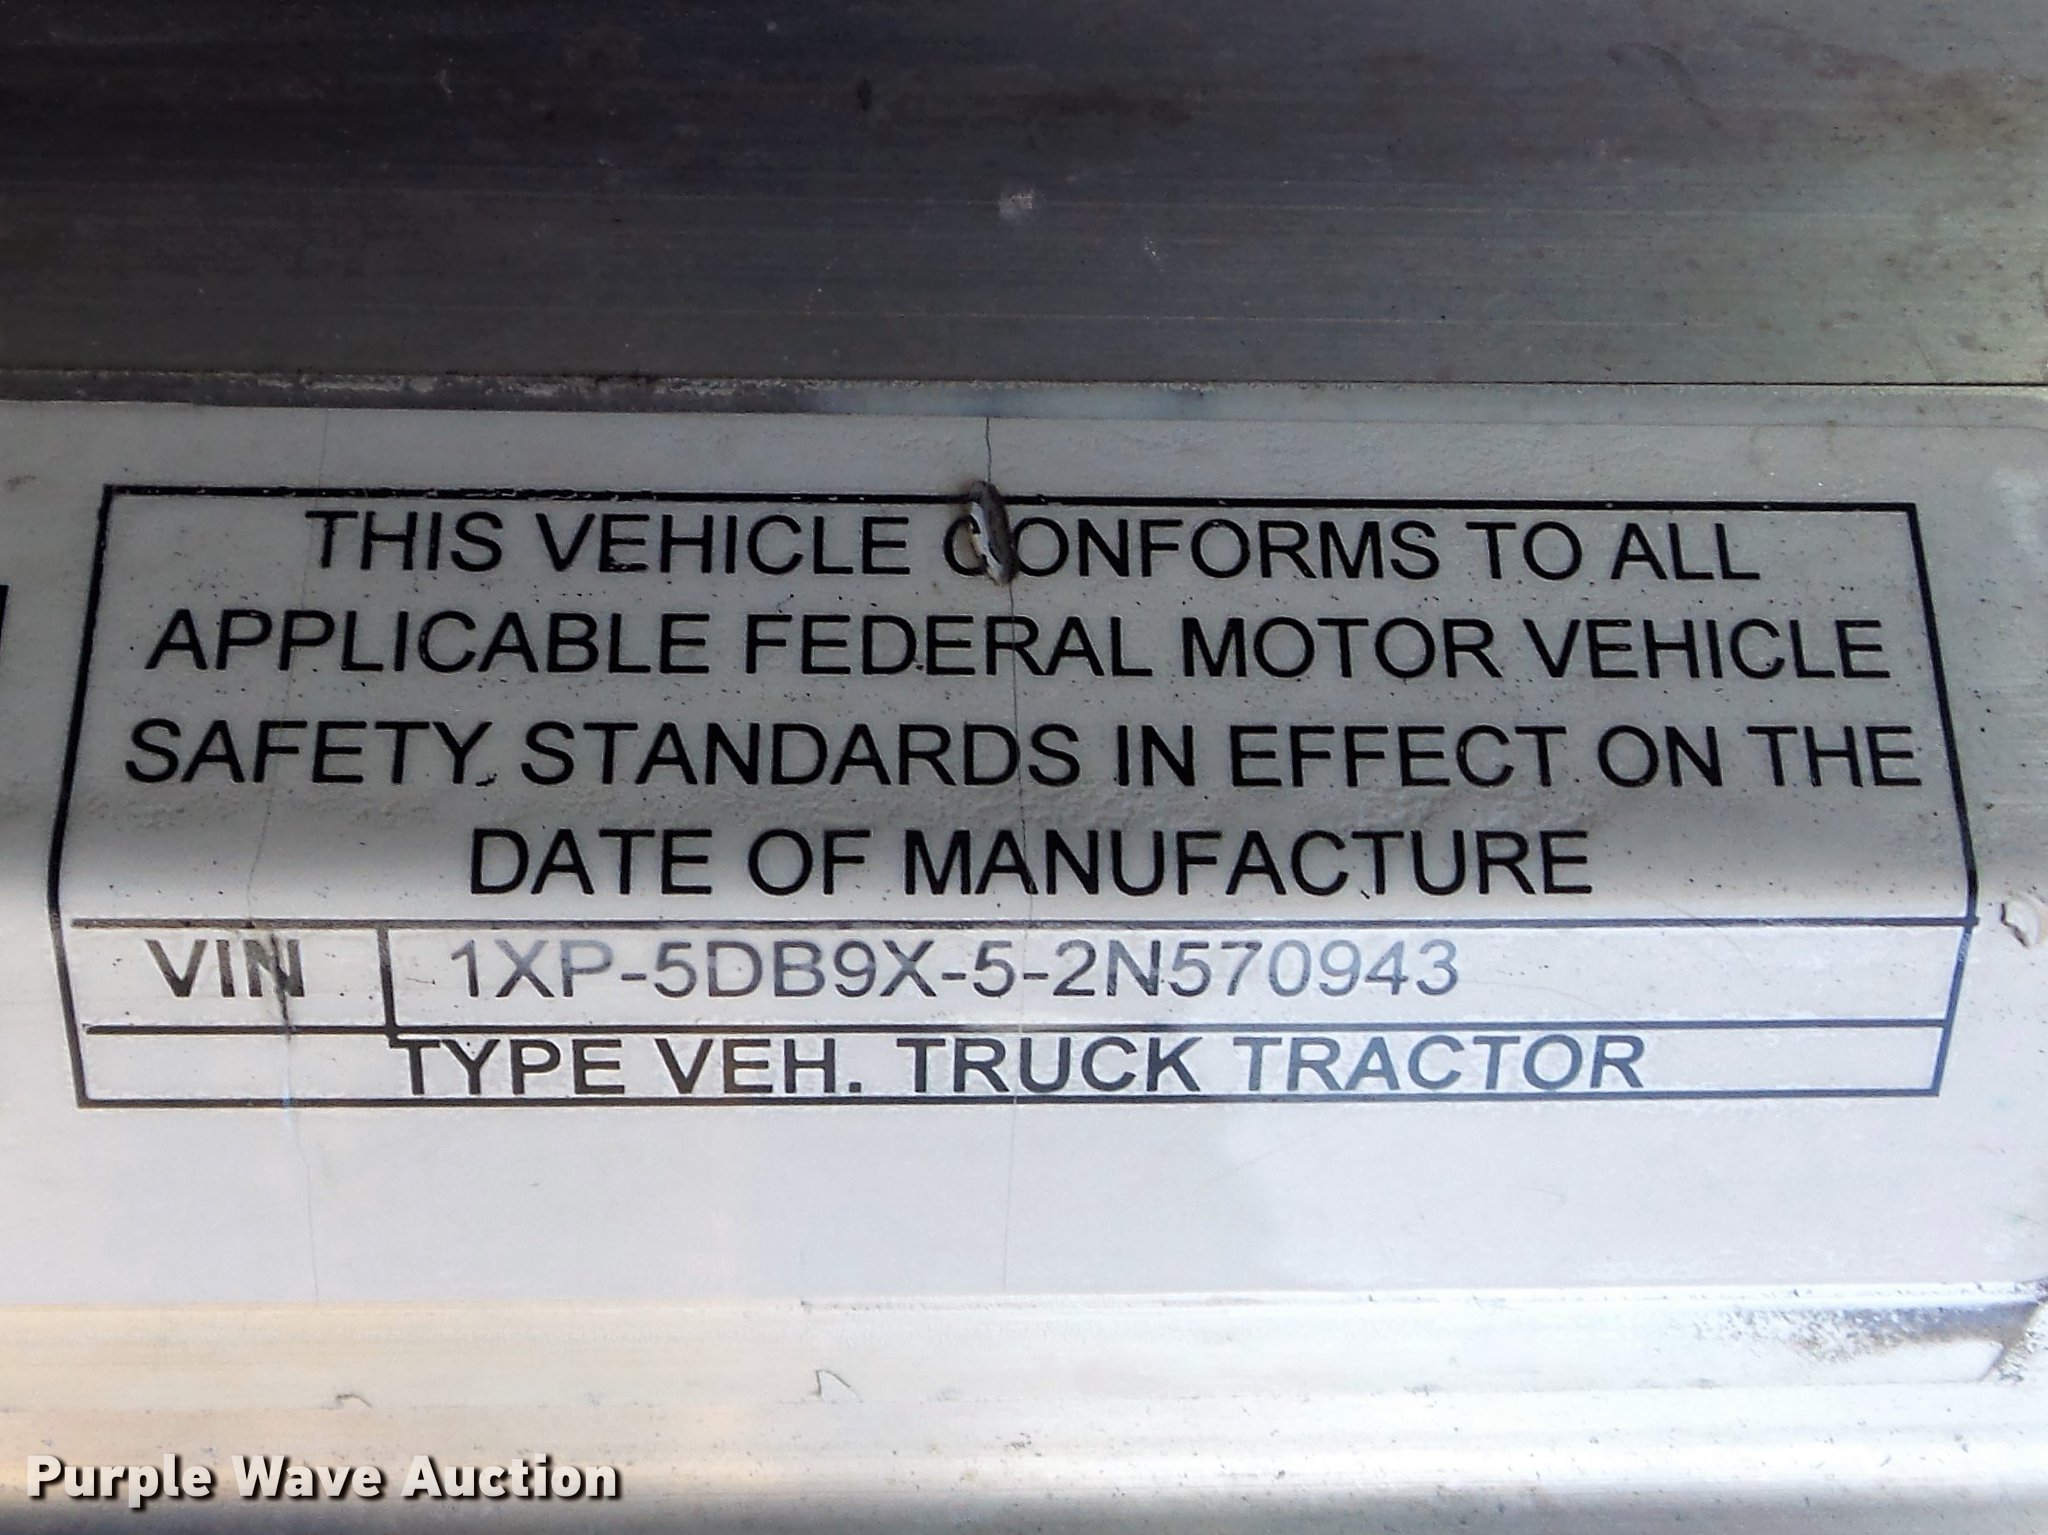 THIS VEHICLE CONFORMS TO ALL
APPLICABLE FEDERAL MOTOR VEHICLE
SAFETY STANDARDS IN EFFECT ON THE
DATE OF MANUFACTURE
VIN 1XP-5DB9X-5-2N570943
TYPE VEH. TRUCK TRACTOR
Purple Wave Auction